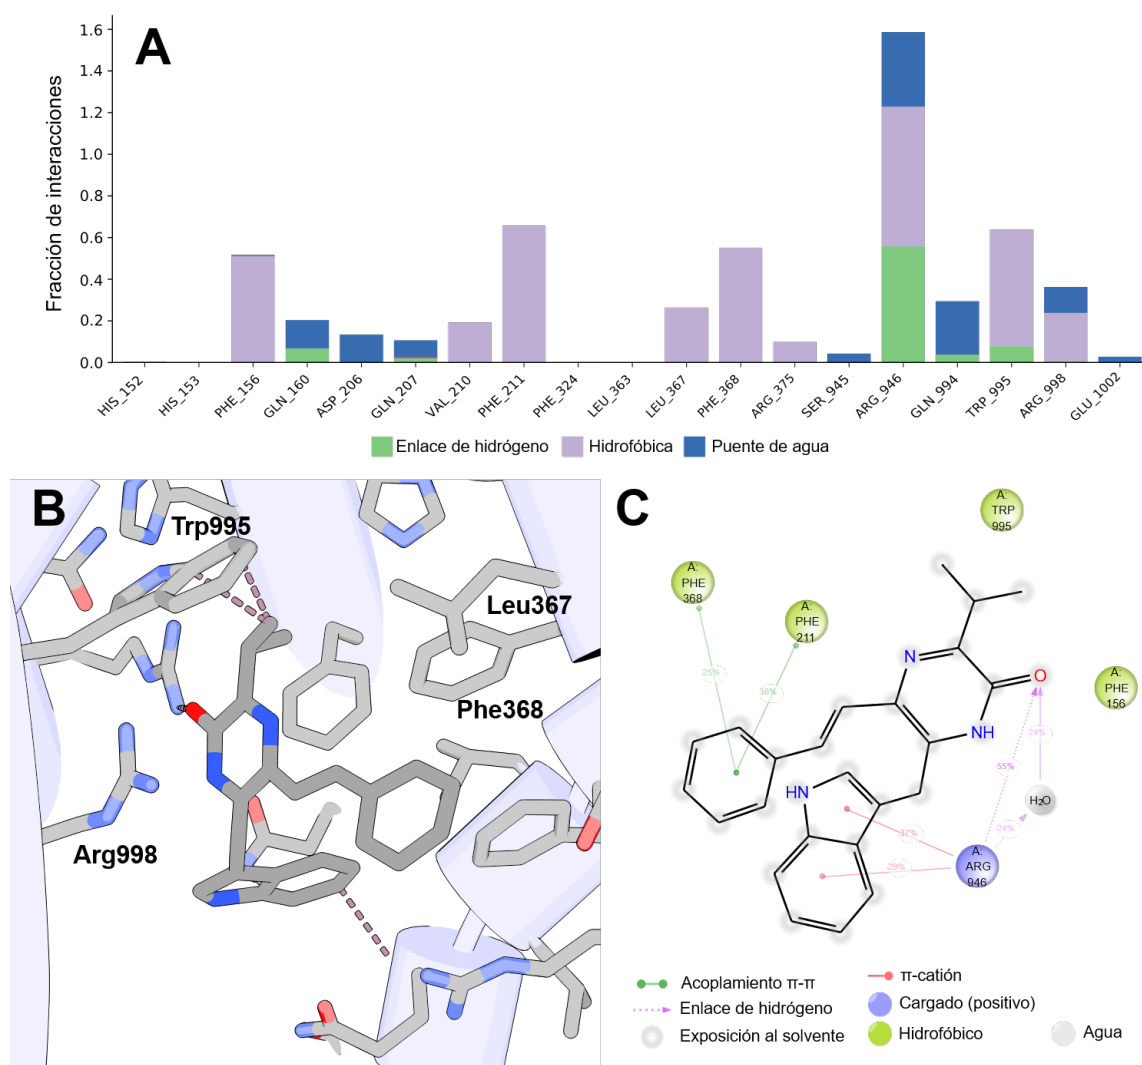 A
Fracción de interacciones
1.6
1.4
1.2
1.0
0.8
0.6
0.4
0.2
0.0
HIS_152
HIS_153
PHE_156
GLN_160
ASP_206
GLN_207
VAL_210
PHE_211
PHE_324
LEU_363
LEU_367
PHE_368
ARG_375
SER_945
ARG_946
GLN_994
TRP_995
ARG_998
GLU_1002
Enlace de hidrógeno
Hidrofóbica
Puente de agua
B
Trp995
Leu367
Phe368
Arg998
C
A:
TRP
995
A:
PHE
368
A:
PHE
211
A:
PHE
156
25%
38%
N
O
NH
HN
24%
55%
H₂O
24%
37%
29%
A:
ARG
946
Acoplamiento π-π
Enlace de hidrógeno
Exposición al solvente
π-catión
Cargado (positivo)
Hidrofóbico
Agua